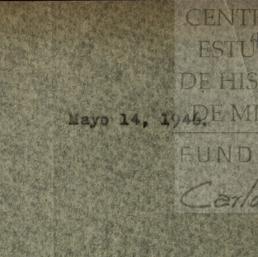 CENT
ESTU
DE HIS
DE M
Mayo 14, 1946.
FUND
Carlo